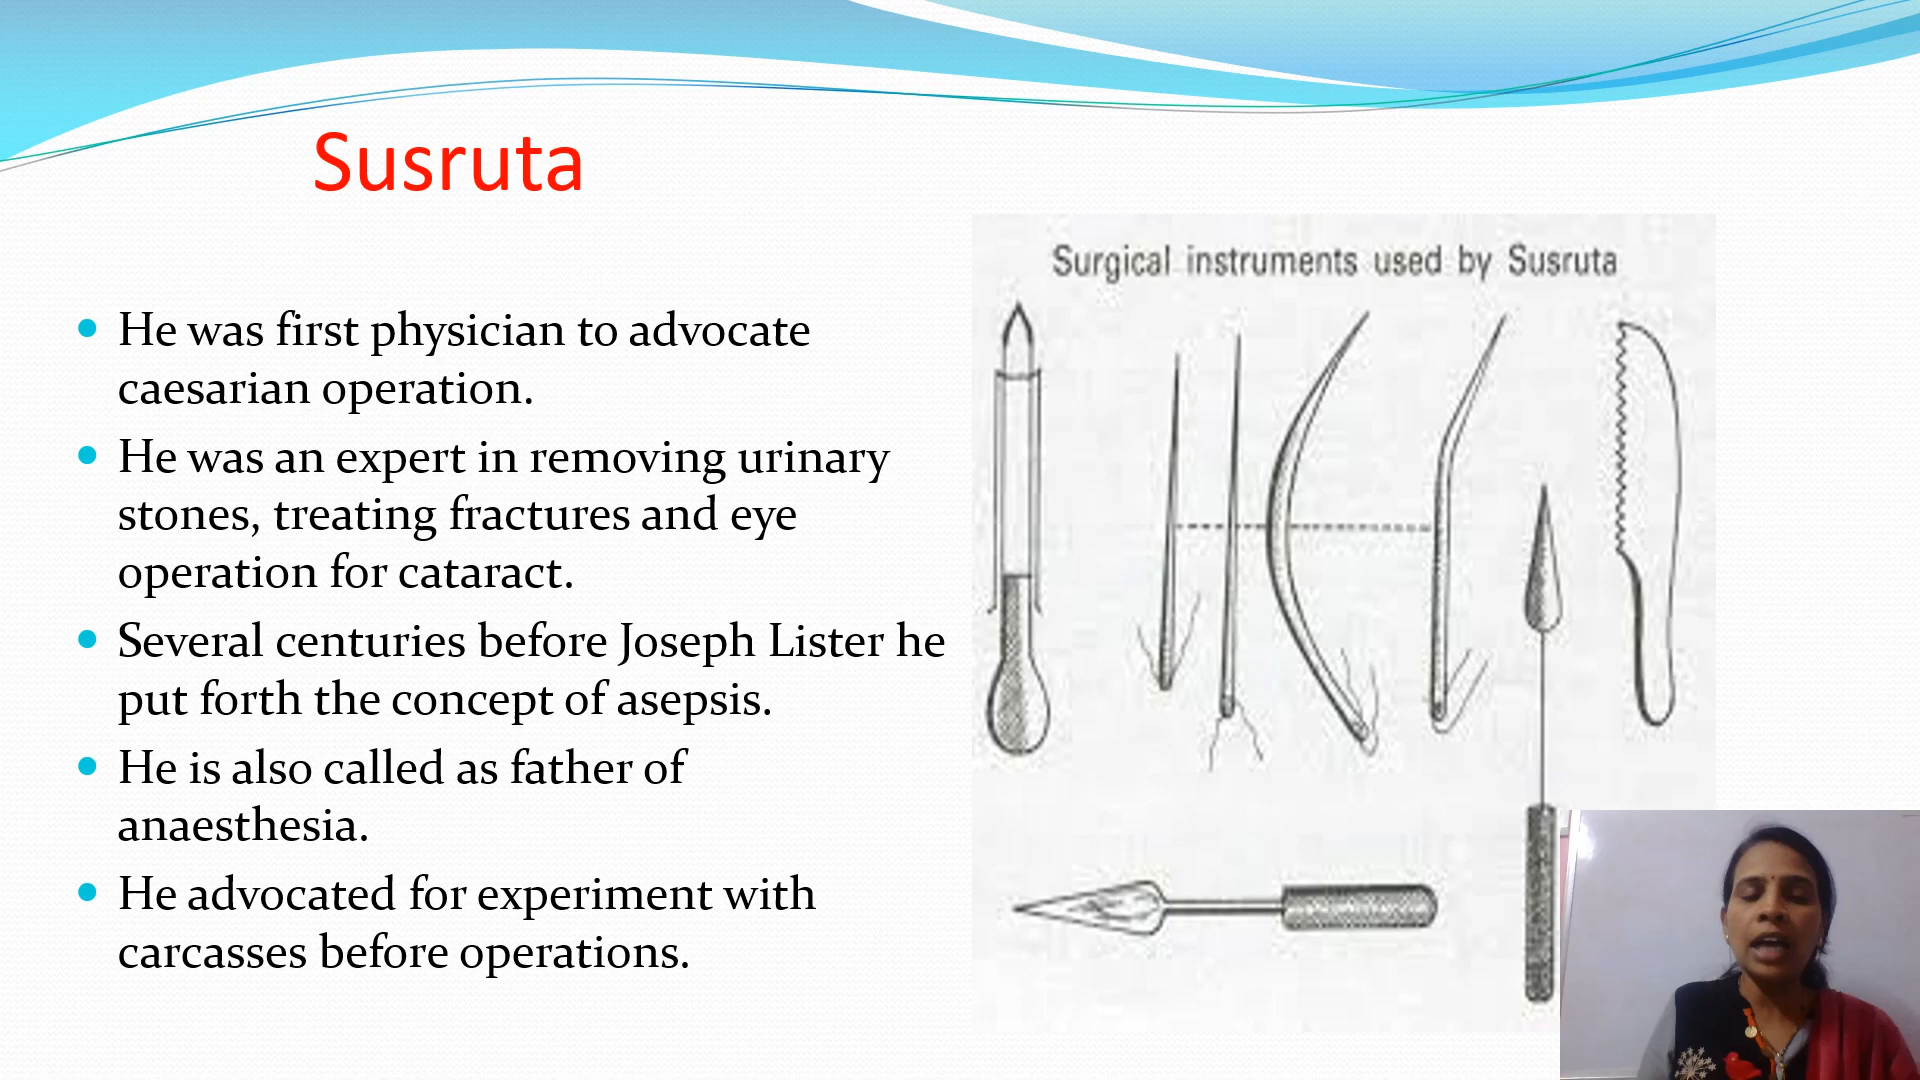 Susruta
Surgical instruments used by Susruta
• He was first physician to advocate
caesarian operation.
• He was an expert in removing urinary
stones, treating fractures and eye
operation for cataract.
• Several centuries before Joseph Lister he
put forth the concept of asepsis.
• He is also called as father of
anaesthesia.
• He advocated for experiment with
carcasses before operations.